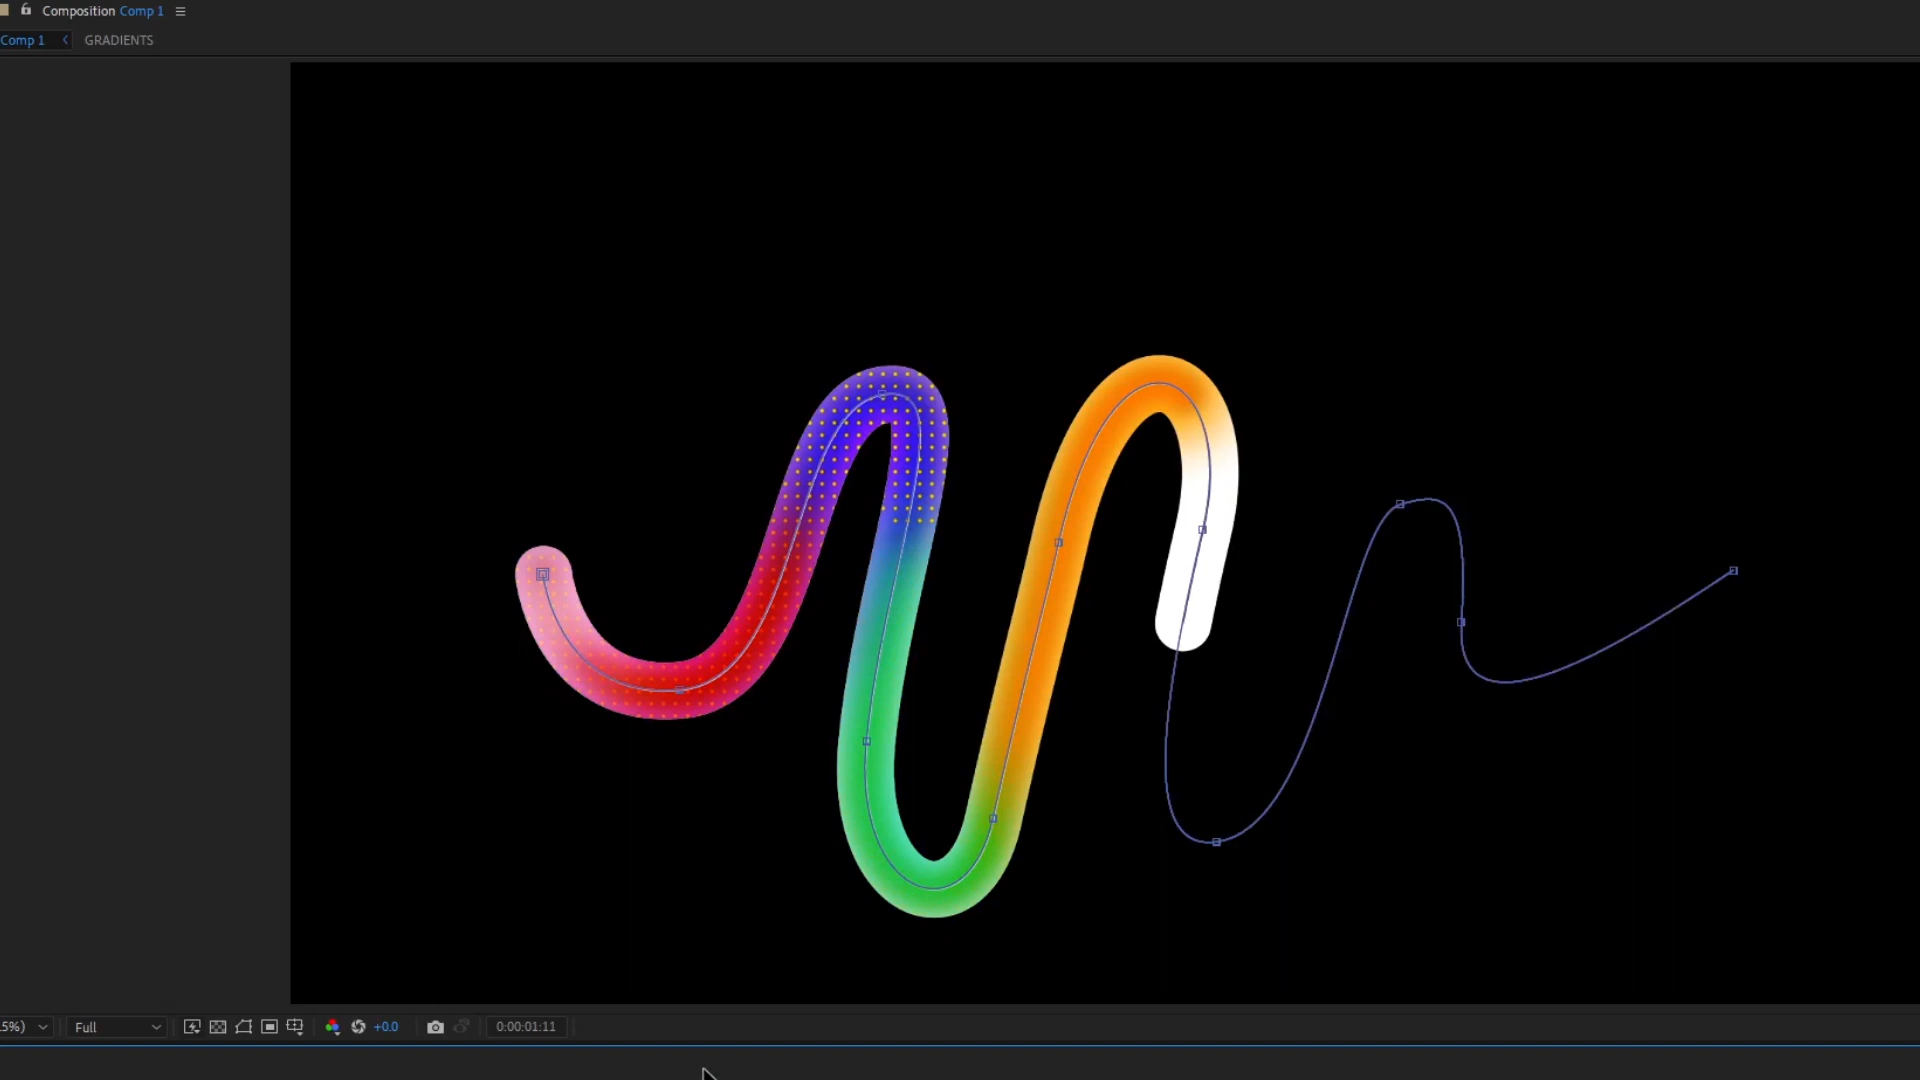 Composition Comp 1
Comp 1 GRADIENTS
5%) Full +0.0 0:00:01:11